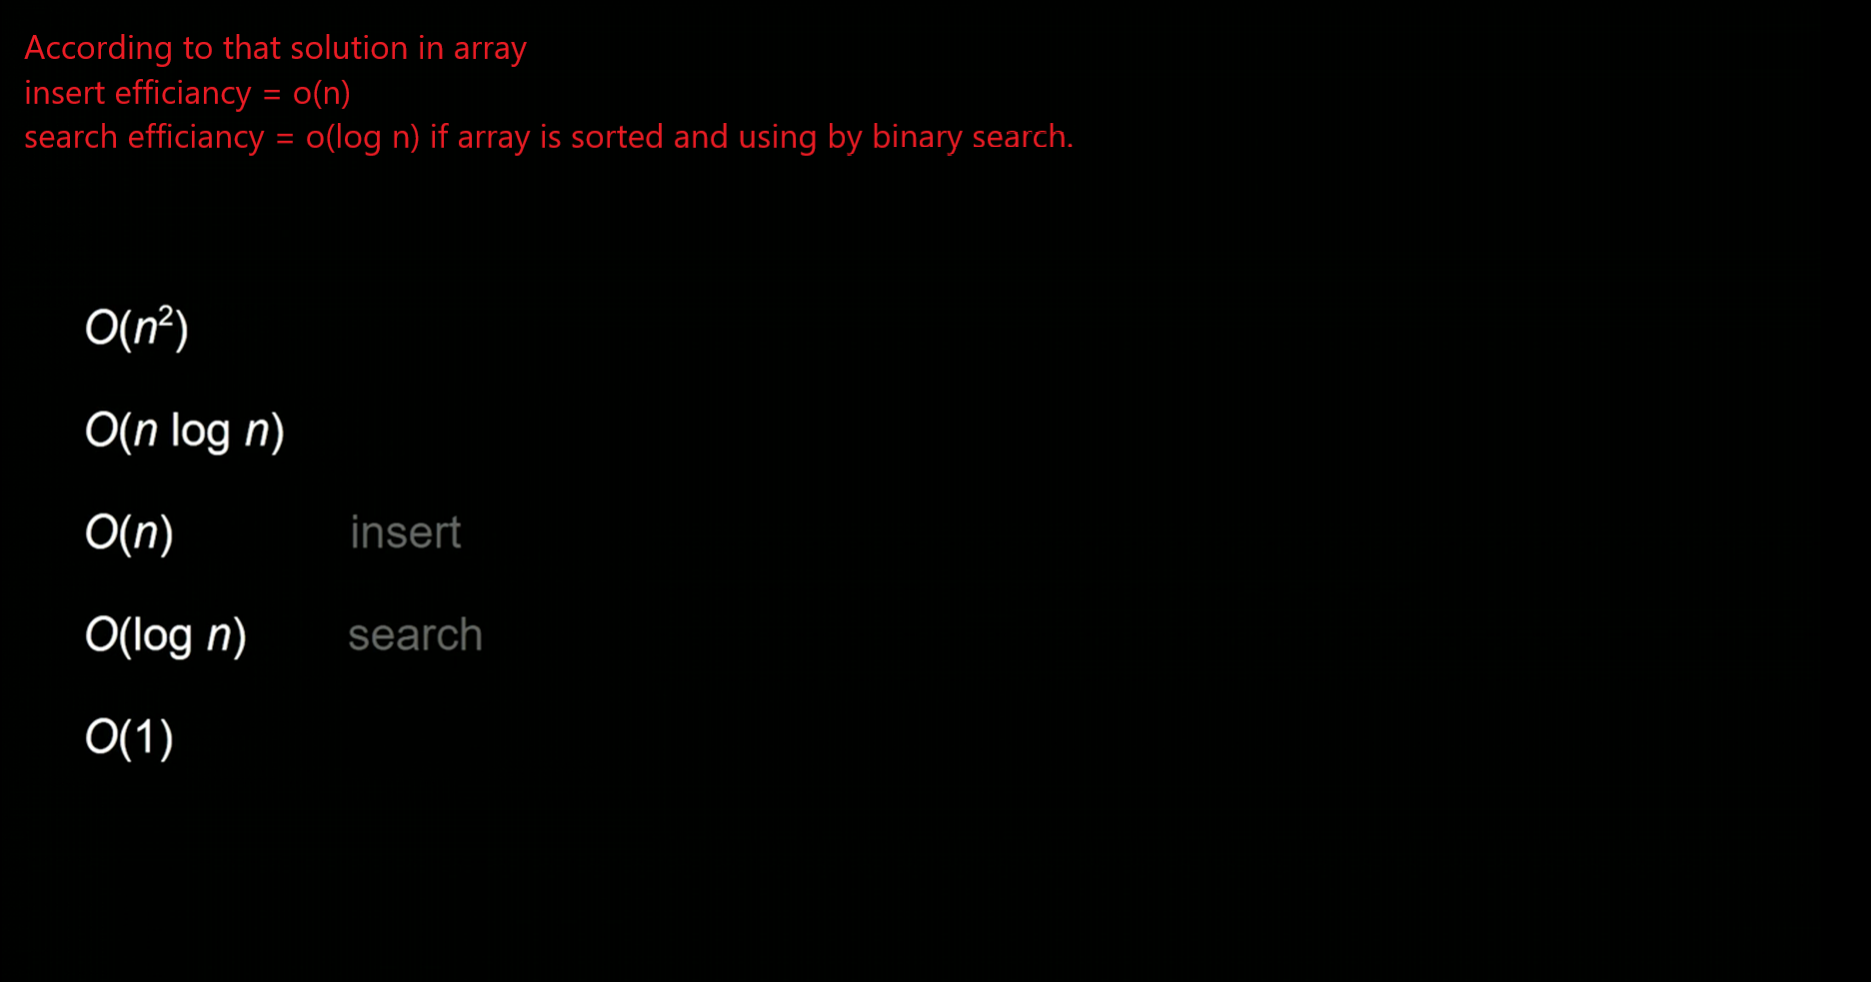 According to that solution in array
insert efficiancy = o(n)
search efficiancy = o(log n) if array is sorted and using by binary search.
O(n²)
O(n log n)
O(n) insert
O(log n) search
O(1)